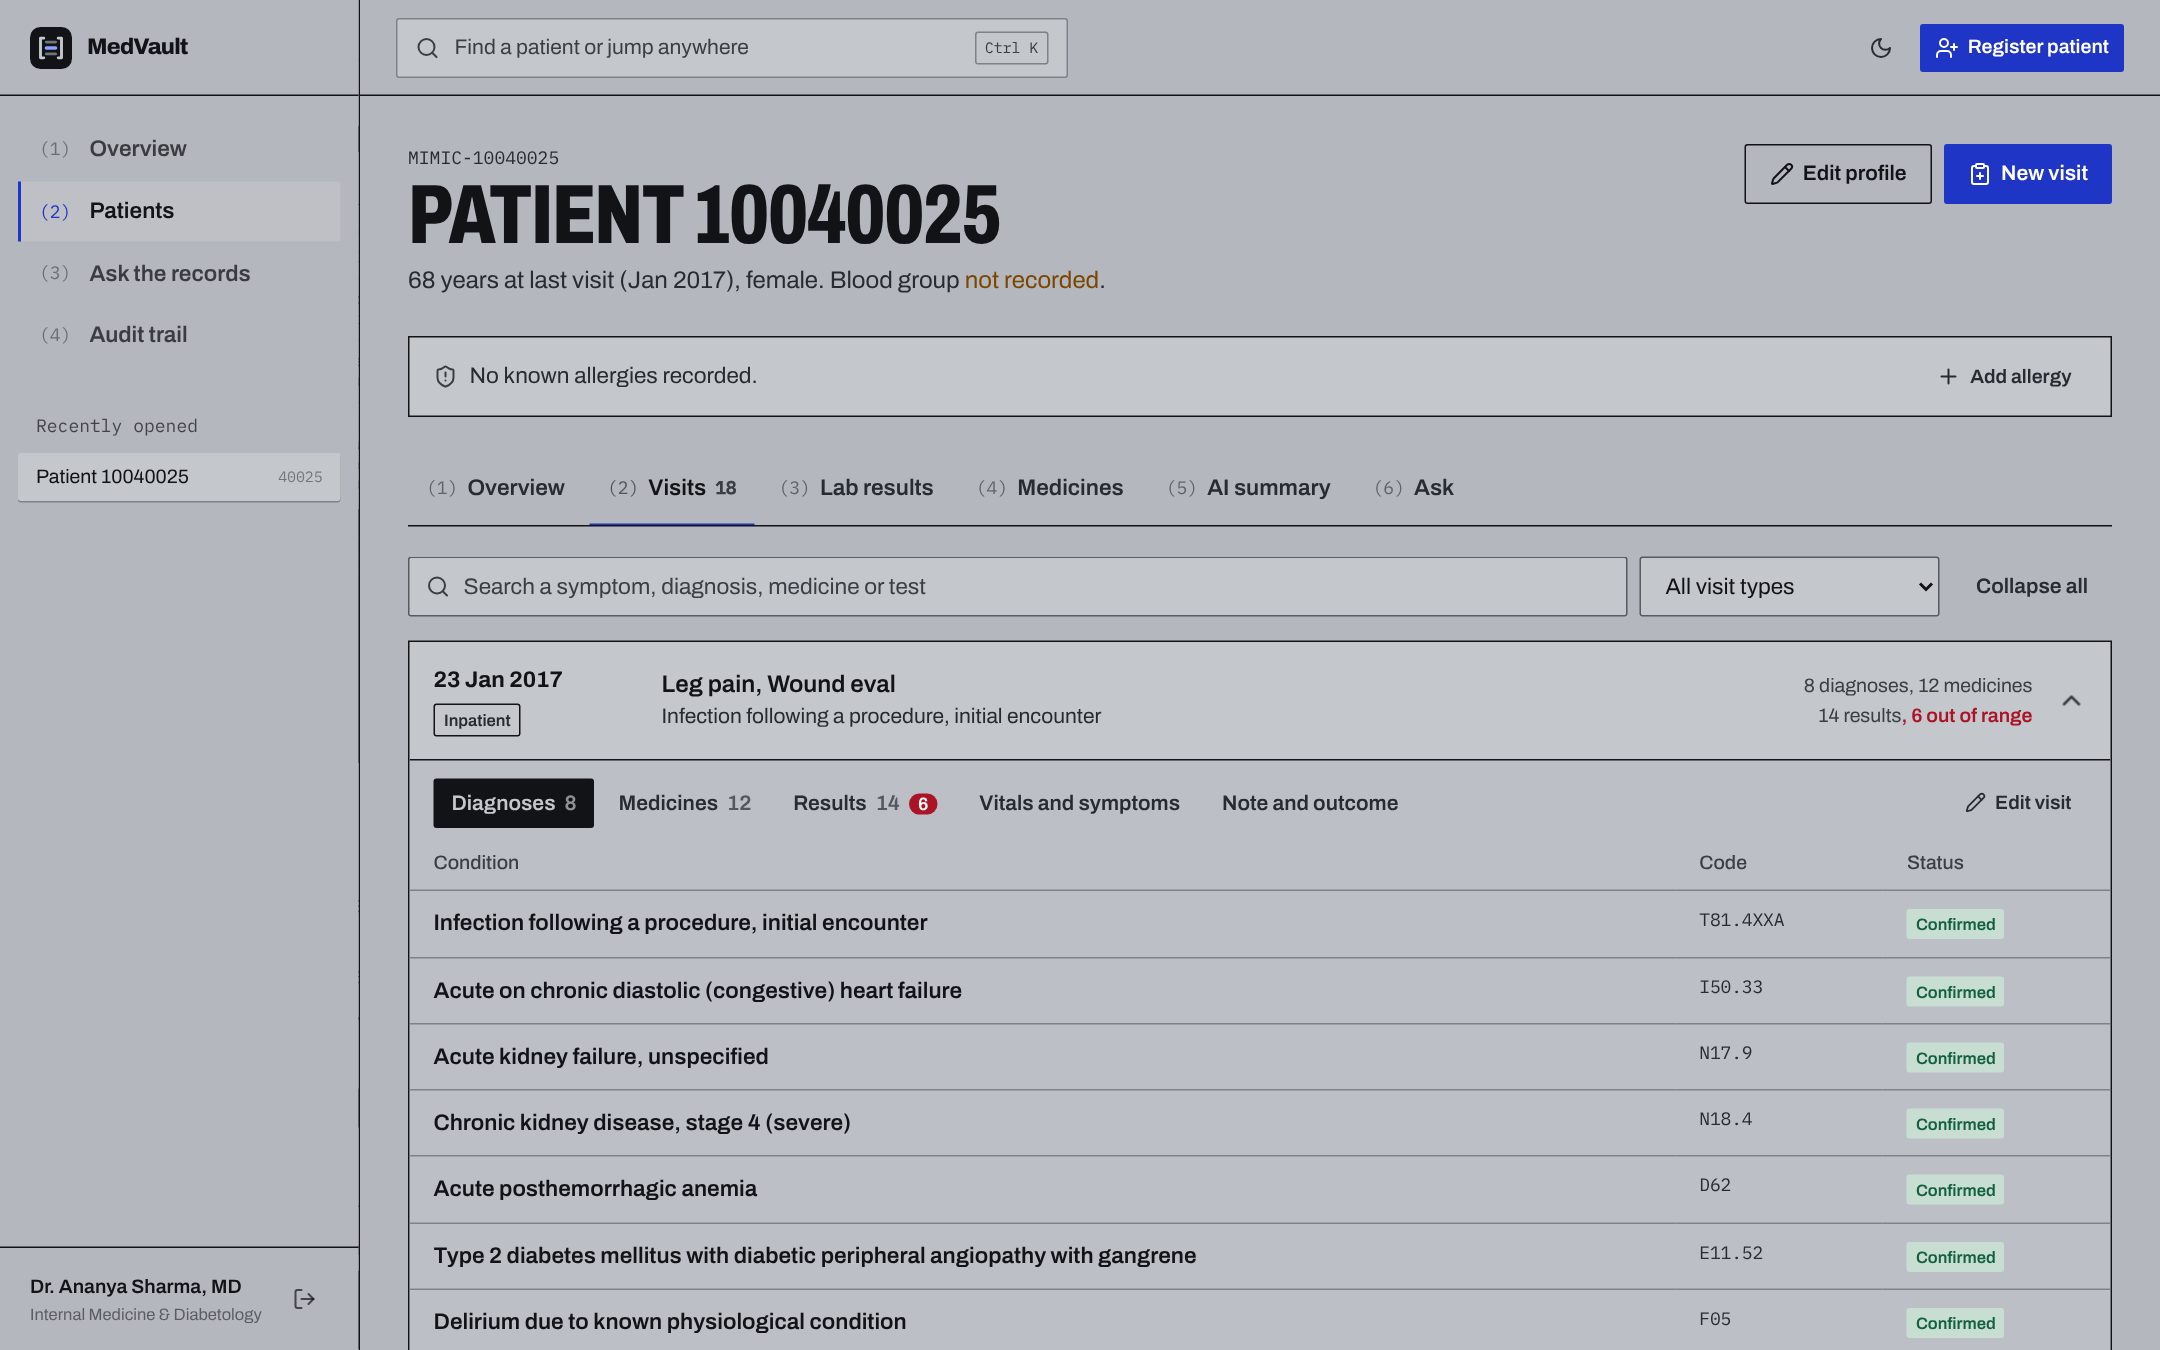 MedVault
Find a patient or jump anywhere
Ctrl K
Register patient
(1) Overview
(2) Patients
(3) Ask the records
(4) Audit trail
Recently opened
Patient 10040025 40025
Dr. Ananya Sharma, MD
Internal Medicine & Diabetology
MIMIC-10040025
PATIENT 10040025
68 years at last visit (Jan 2017), female. Blood group not recorded.
Edit profile
New visit
No known allergies recorded.
Add allergy
(1) Overview (2) Visits 18 (3) Lab results (4) Medicines (5) AI summary (6) Ask
Search a symptom, diagnosis, medicine or test
All visit types
Collapse all
23 Jan 2017
Inpatient
Leg pain, Wound eval
Infection following a procedure, initial encounter
8 diagnoses, 12 medicines
14 results, 6 out of range
Diagnoses 8 Medicines 12 Results 14 6 Vitals and symptoms Note and outcome Edit visit
Condition Code Status
Infection following a procedure, initial encounter T81.4XXA Confirmed
Acute on chronic diastolic (congestive) heart failure I50.33 Confirmed
Acute kidney failure, unspecified N17.9 Confirmed
Chronic kidney disease, stage 4 (severe) N18.4 Confirmed
Acute posthemorrhagic anemia D62 Confirmed
Type 2 diabetes mellitus with diabetic peripheral angiopathy with gangrene E11.52 Confirmed
Delirium due to known physiological condition F05 Confirmed